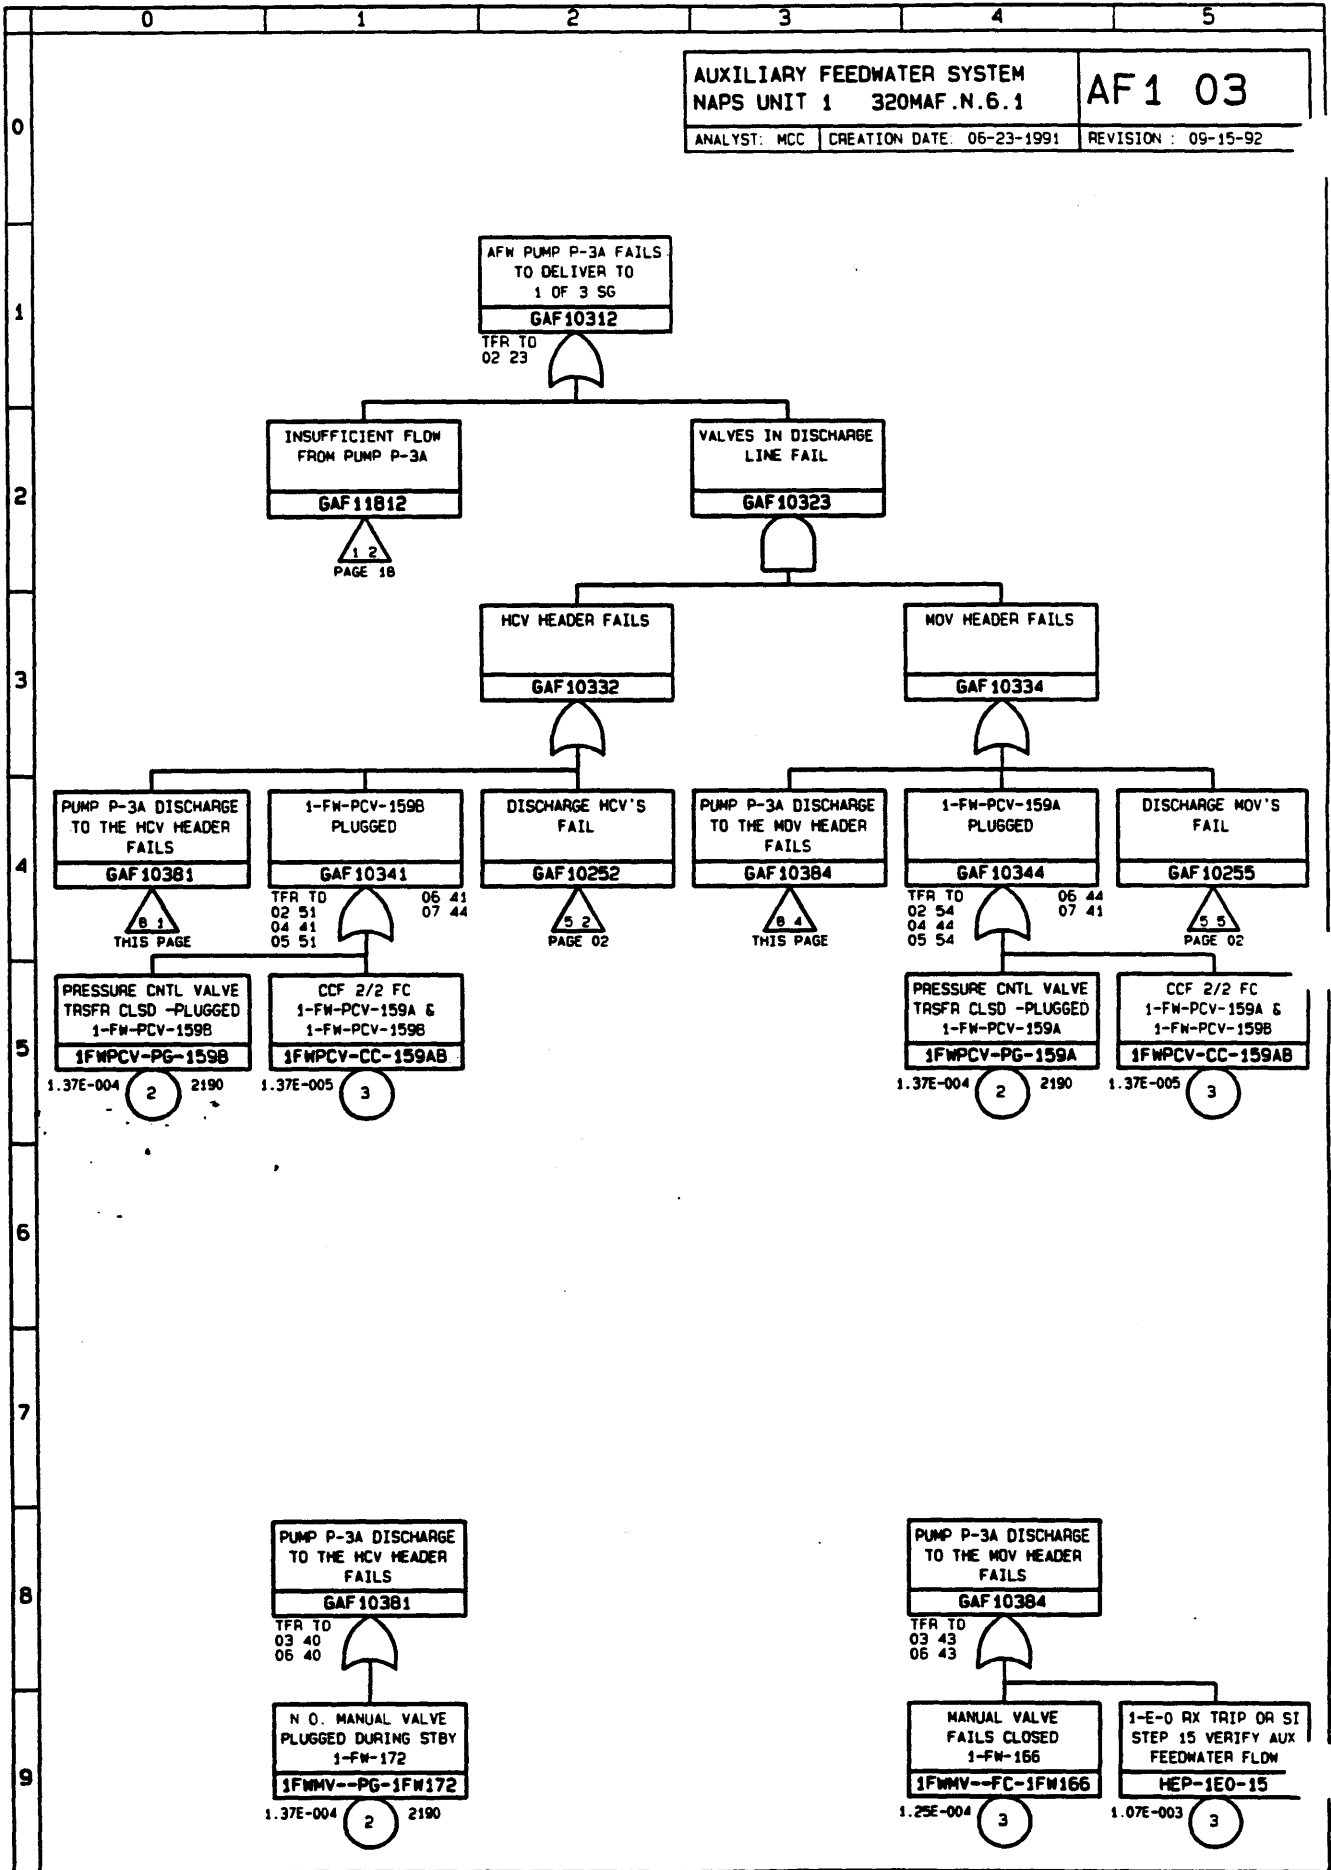 0 1 2 3 4 5
AUXILIARY FEEDWATER SYSTEM
NAPS UNIT 1 320MAF.N.6.1
AF1 03
ANALYST: MCC CREATION DATE: 06-23-1991 REVISION : 09-15-92
0
AFW PUMP P-3A FAILS
TO DELIVER TO
1 OF 3 SG
GAF10312
TFR TO
02 23
1
INSUFFICIENT FLOW
FROM PUMP P-3A
GAF11812
1 2
PAGE 18
VALVES IN DISCHARGE
LINE FAIL
GAF10323
2
HCV HEADER FAILS
GAF10332
MOV HEADER FAILS
GAF10334
3
PUMP P-3A DISCHARGE
TO THE HCV HEADER
FAILS
GAF10381
8 1
THIS PAGE
1-FW-PCV-159B
PLUGGED
GAF10341
TFR TO
02 51
04 41
05 51
06 41
07 44
DISCHARGE HCV'S
FAIL
GAF10252
5 2
PAGE 02
PUMP P-3A DISCHARGE
TO THE MOV HEADER
FAILS
GAF10384
8 4
THIS PAGE
1-FW-PCV-159A
PLUGGED
GAF10344
TFR TO
02 54
04 44
05 54
06 44
07 41
DISCHARGE MOV'S
FAIL
GAF10255
5 5
PAGE 02
4
PRESSURE CNTL VALVE
TRSFR CLSD -PLUGGED
1-FW-PCV-159B
1FWPCV-PG-159B
1.37E-004 2 2190
CCF 2/2 FC
1-FW-PCV-159A &
1-FW-PCV-159B
1FWPCV-CC-159AB
1.37E-005 3
PRESSURE CNTL VALVE
TRSFR CLSD -PLUGGED
1-FW-PCV-159A
1FWPCV-PG-159A
1.37E-004 2 2190
CCF 2/2 FC
1-FW-PCV-159A &
1-FW-PCV-159B
1FWPCV-CC-159AB
1.37E-005 3
5
6
7
PUMP P-3A DISCHARGE
TO THE HCV HEADER
FAILS
GAF10381
TFR TO
03 40
06 40
PUMP P-3A DISCHARGE
TO THE MOV HEADER
FAILS
GAF10384
TFR TO
03 43
06 43
8
N O. MANUAL VALVE
PLUGGED DURING STBY
1-FW-172
1FWMV--PG-1FW172
1.37E-004 2 2190
MANUAL VALVE
FAILS CLOSED
1-FW-166
1FWMV--FC-1FW166
1.25E-004 3
1-E-0 RX TRIP OR SI
STEP 15 VERIFY AUX
FEEDWATER FLOW
HEP-1E0-15
1.07E-003 3
9